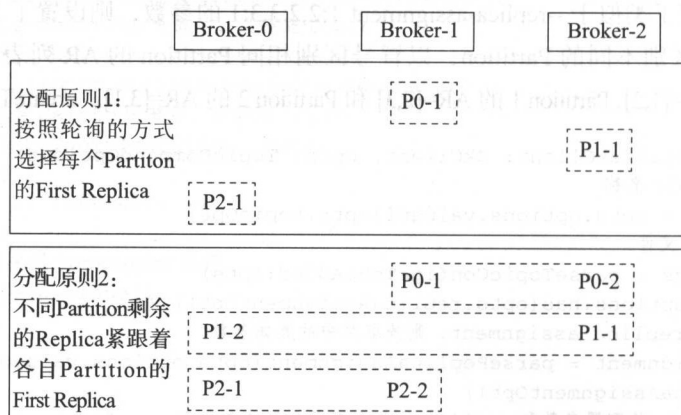 Broker-0 Broker-1 Broker-2
分配原则1:
按照轮询的方式
选择每个Partiton
的First Replica
P0-1
P1-1
P2-1
分配原则2:
不同Partition剩余
的Replica紧跟着
各自Partition的
First Replica
P0-1 P0-2
P1-2 P1-1
P2-1 P2-2